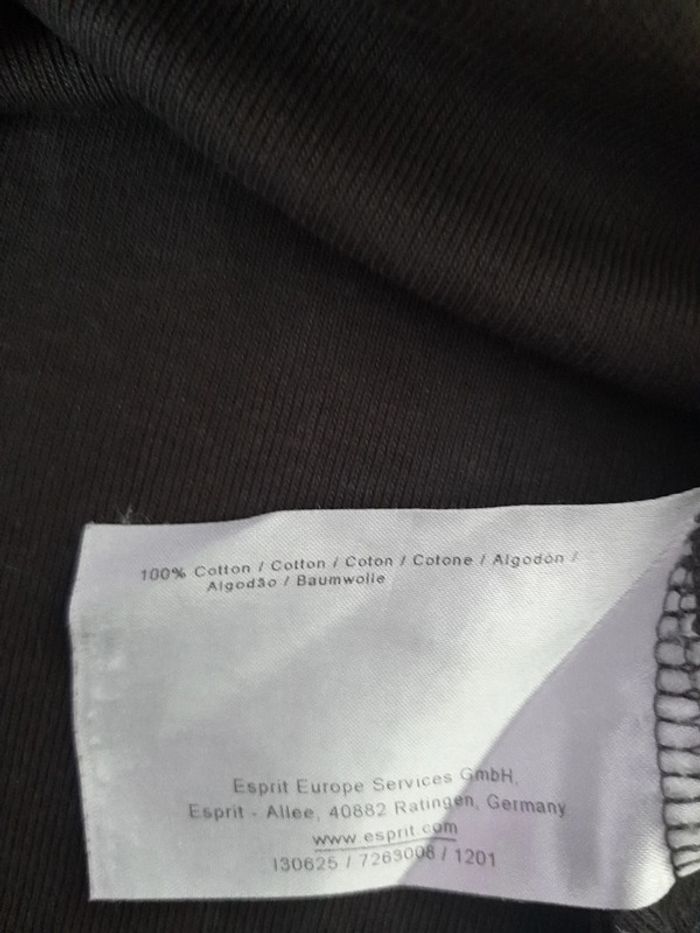 100% Cotton / Cotton / Coton / Cotone / Algodón /
Algodão / Baumwolle
Esprit Europe Services GmbH,
Esprit - Allee, 40882 Ratingen, Germany
www.esprit.com
I30625 / 7263008 / 1201